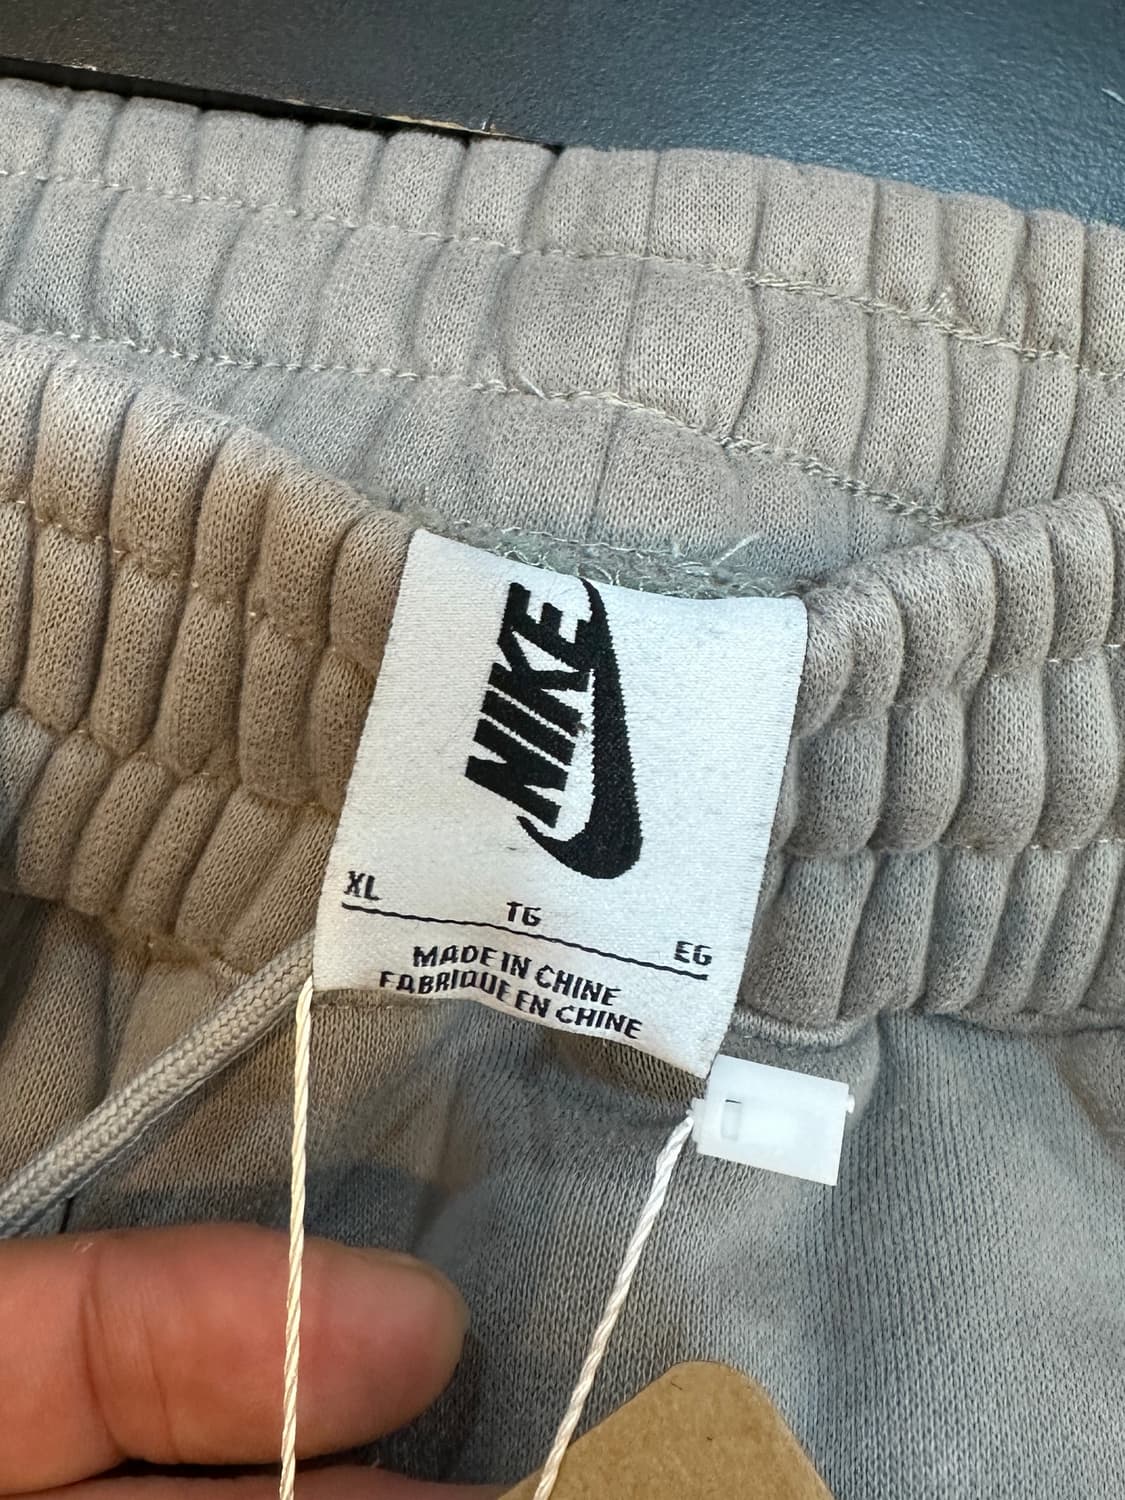 NIKE
XL TG EG
MADE IN CHINE
FABRIQUE EN CHINE